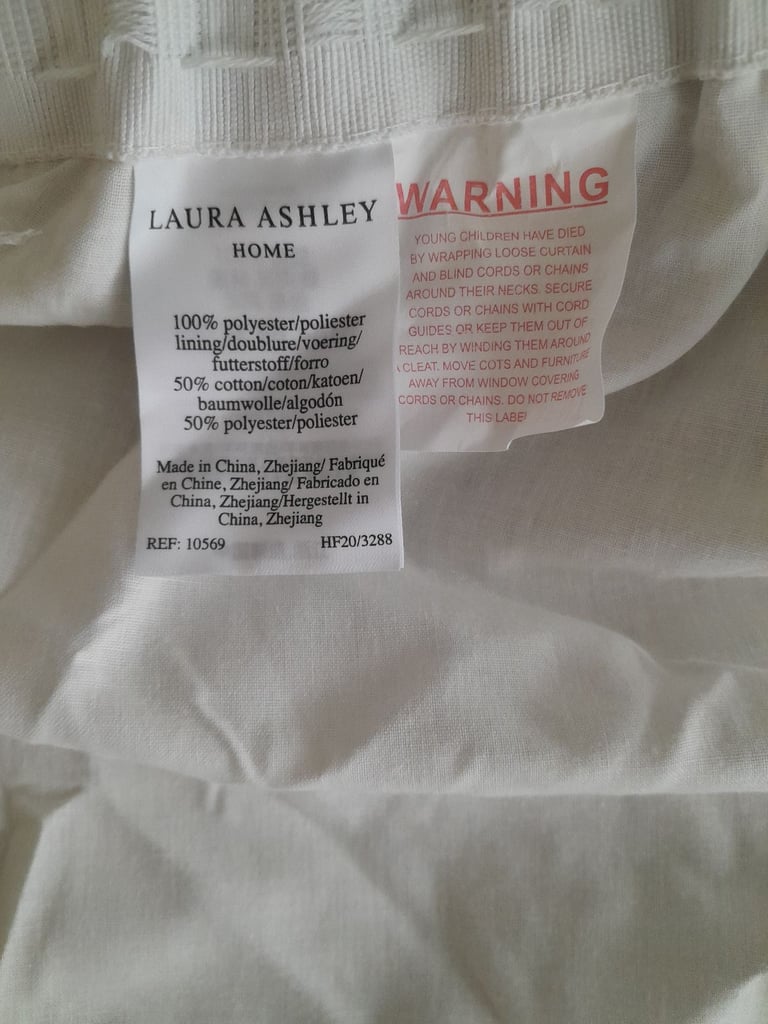 LAURA ASHLEY
HOME
100% polyester/poliester
lining/doublure/voering/
futterstoff/forro
50% cotton/coton/katoen/
baumwolle/algodón
50% polyester/poliester
Made in China, Zhejiang/ Fabriqué
en Chine, Zhejiang/ Fabricado en
China, Zhejiang/Hergestellt in
China, Zhejiang
REF: 10569 HF20/3288
WARNING
YOUNG CHILDREN HAVE DIED
BY WRAPPING LOOSE CURTAIN
AND BLIND CORDS OR CHAINS
AROUND THEIR NECKS. SECURE
CORDS OR CHAINS WITH CORD
GUIDES OR KEEP THEM OUT OF
REACH BY WINDING THEM AROUND
A CLEAT. MOVE COTS AND FURNITURE
AWAY FROM WINDOW COVERING
CORDS OR CHAINS. DO NOT REMOVE
THIS LABEL